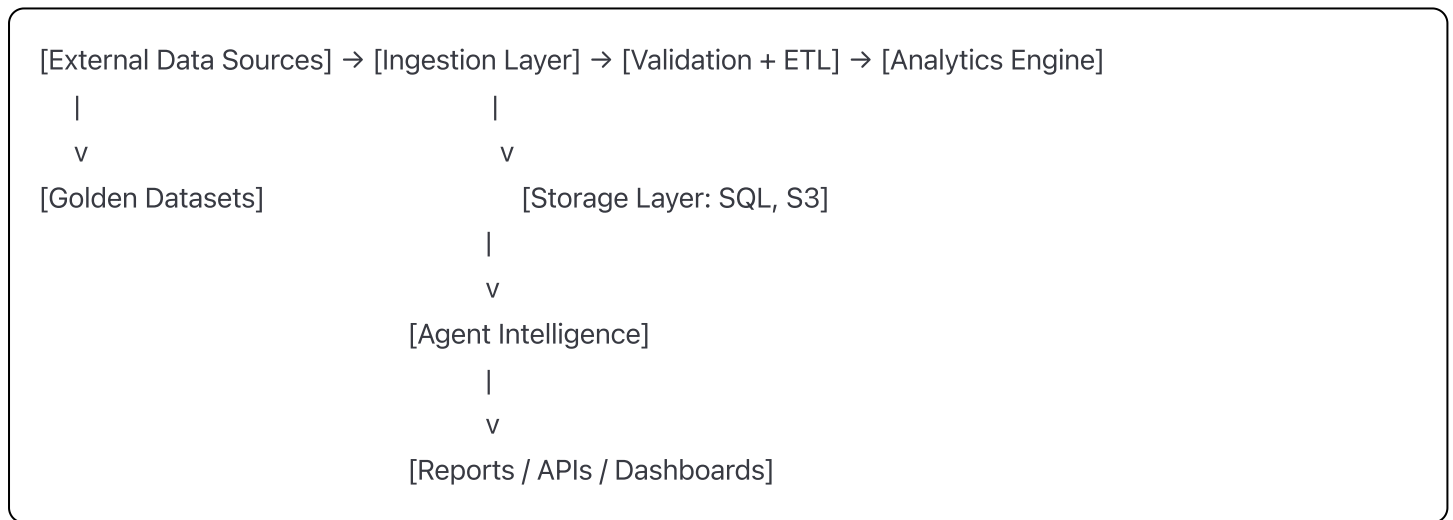 [External Data Sources] → [Ingestion Layer] → [Validation + ETL] → [Analytics Engine]
| |
v v
[Golden Datasets] [Storage Layer: SQL, S3]
|
v
[Agent Intelligence]
|
v
[Reports / APIs / Dashboards]